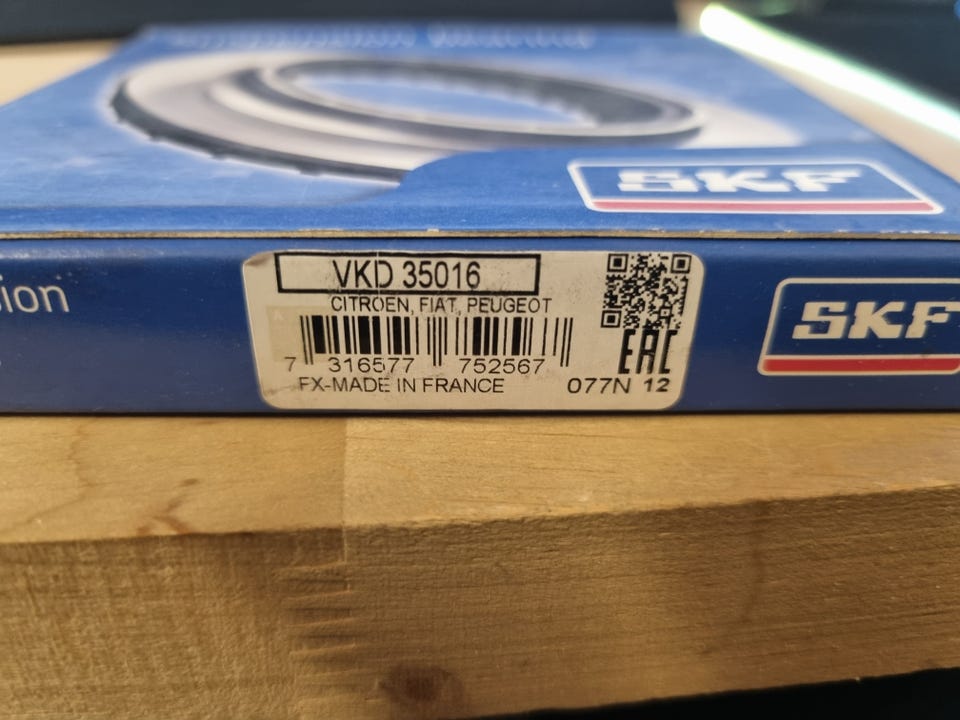 SKF
ion
VKD 35016
CITROEN, FIAT, PEUGEOT
7 316577 752567
FX-MADE IN FRANCE
EAC
077N 12
SKF